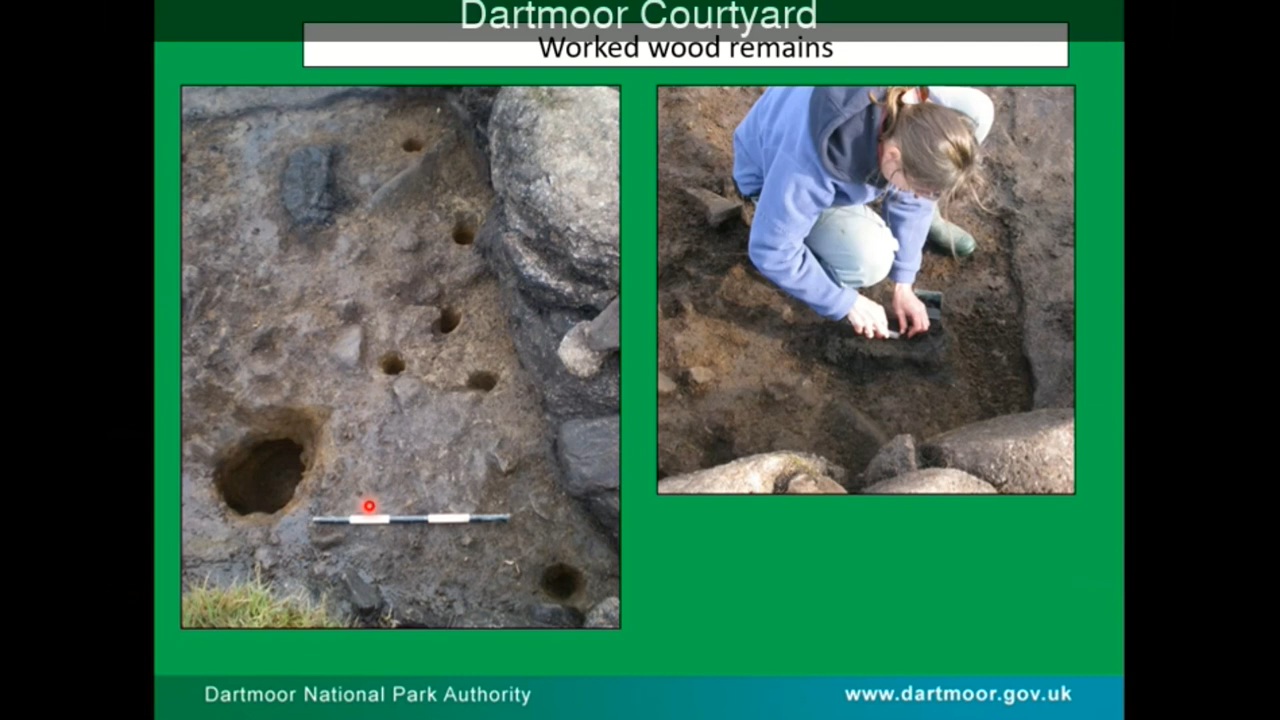 Dartmoor Courtyard
Worked wood remains
Dartmoor National Park Authority
www.dartmoor.gov.uk